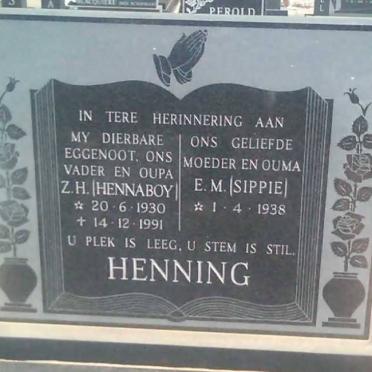 PEROLD
IN TERE HERINNERING AAN
MY DIERBARE
EGGENOOT, ONS
VADER EN OUPA
Z.H. (HENNABOY)
☆ 20·6·1930
✝ 14·12·1991
ONS GELIEFDE
MOEDER EN OUMA
E.M. (SIPPIE)
☆ 1·4·1938
U PLEK IS LEEG, U STEM IS STIL.
HENNING